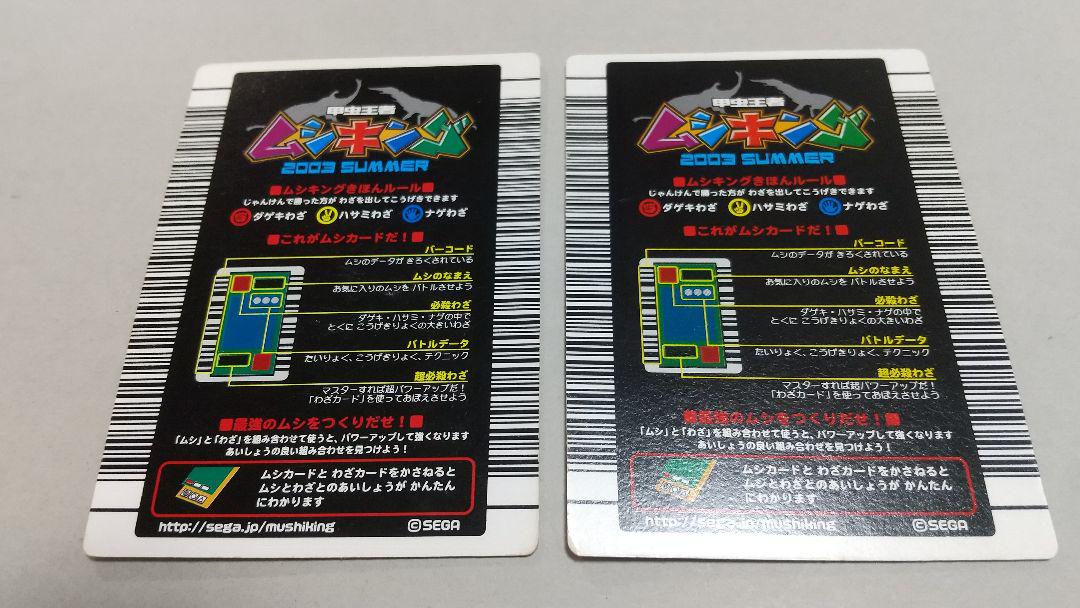 甲虫王者
ムシキング
2003 SUMMER
■ムシキングきほんルール■
じゃんけんで勝った方が わざを出してこうげきできます
ダゲキわざ ハサミわざ ナゲわざ
■これがムシカードだ!■
バーコード
ムシのデータが きろくされている
ムシのなまえ
お気に入りのムシを バトルさせよう
必殺わざ
ダゲキ・ハサミ・ナゲの中で
とくに こうげきりょくの大きいわざ
バトルデータ
たいりょく、こうげきりょく、テクニック
超必殺わざ
マスターすれば超パワーアップだ!
「わざカード」を使っておぼえさせよう
■最強のムシをつくりだせ!■
「ムシ」と「わざ」を組み合わせて使うと、パワーアップして強くなります
あいしょうの良い組み合わせを見つけよう!
ムシカードと わざカードをかさねると
ムシとわざとのあいしょうが かんたん
にわかります
http://sega.jp/mushiking ©SEGA
甲虫王者
ムシキング
2003 SUMMER
■ムシキングきほんルール■
じゃんけんで勝った方が わざを出してこうげきできます
ダゲキわざ ハサミわざ ナゲわざ
■これがムシカードだ!■
バーコード
ムシのデータが きろくされている
ムシのなまえ
お気に入りのムシを バトルさせよう
必殺わざ
ダゲキ・ハサミ・ナゲの中で
とくに こうげきりょくの大きいわざ
バトルデータ
たいりょく、こうげきりょく、テクニック
超必殺わざ
マスターすれば超パワーアップだ!
「わざカード」を使っておぼえさせよう
■最強のムシをつくりだせ!■
「ムシ」と「わざ」を組み合わせて使うと、パワーアップして強くなります
あいしょうの良い組み合わせを見つけよう!
ムシカードと わざカードをかさねると
ムシとわざとのあいしょうが かんたん
にわかります
http://sega.jp/mushiking ©SEGA